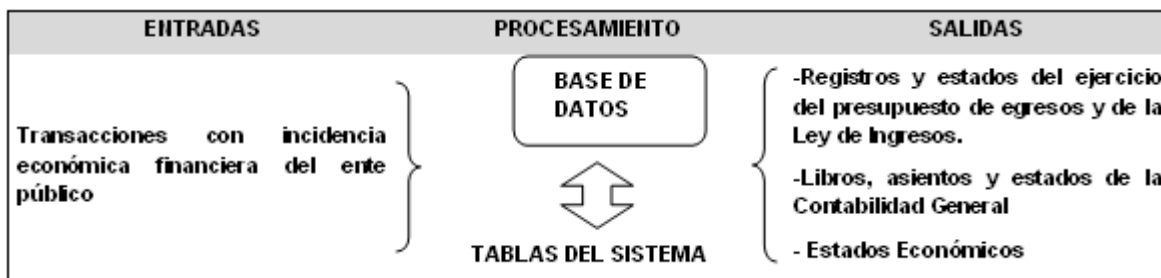 ENTRADAS
PROCESAMIENTO
SALIDAS
Transacciones con incidencia
económica financiera del ente
público
BASE DE
DATOS
TABLAS DEL SISTEMA
-Registros y estados del ejercicio
del presupuesto de egresos y de la
Ley de Ingresos.
-Libros, asientos y estados de la
Contabilidad General
- Estados Económicos